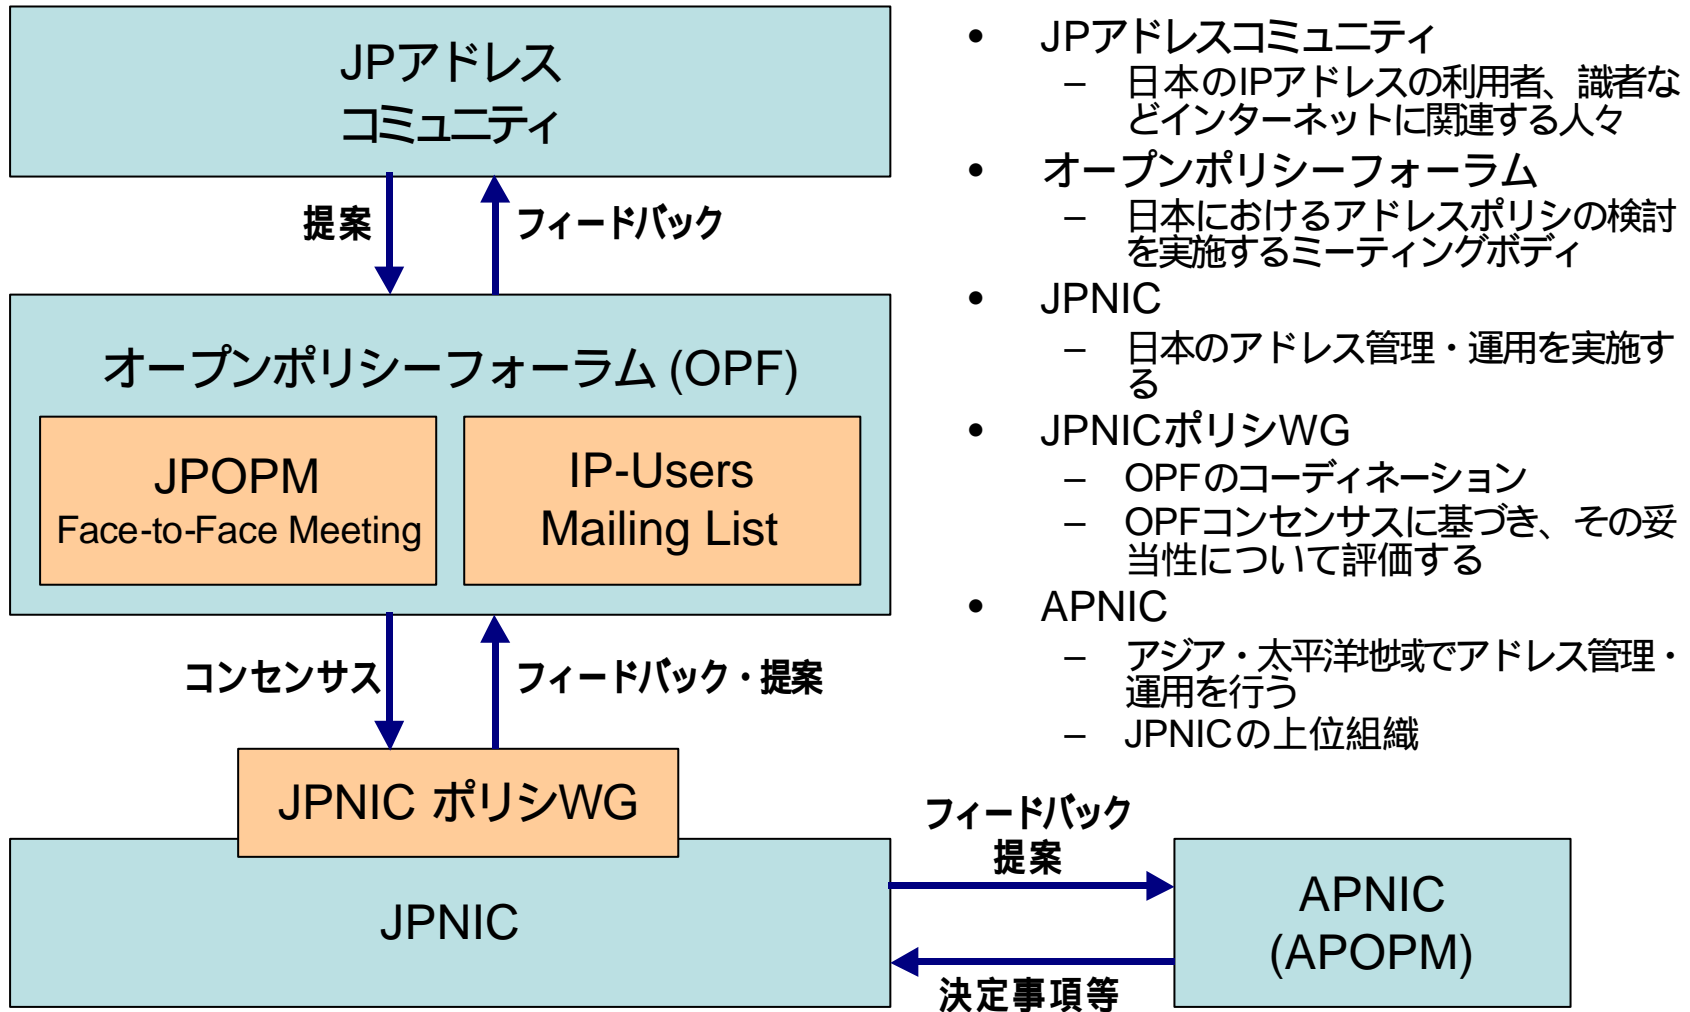 JPアドレス
コミュニティ
提案
フィードバック
オープンポリシーフォーラム (OPF)
JPOPM
Face-to-Face Meeting
IP-Users
Mailing List
コンセンサス
フィードバック・提案
JPNIC ポリシWG
JPNIC
フィードバック
提案
決定事項等
APNIC
(APOPM)
• JPアドレスコミュニティ
– 日本のIPアドレスの利用者、識者な
どインターネットに関連する人々
• オープンポリシーフォーラム
– 日本におけるアドレスポリシの検討
を実施するミーティングボディ
• JPNIC
– 日本のアドレス管理・運用を実施す
る
• JPNICポリシWG
– OPFのコーディネーション
– OPFコンセンサスに基づき、その妥
当性について評価する
• APNIC
– アジア・太平洋地域でアドレス管理・
運用を行う
– JPNICの上位組織